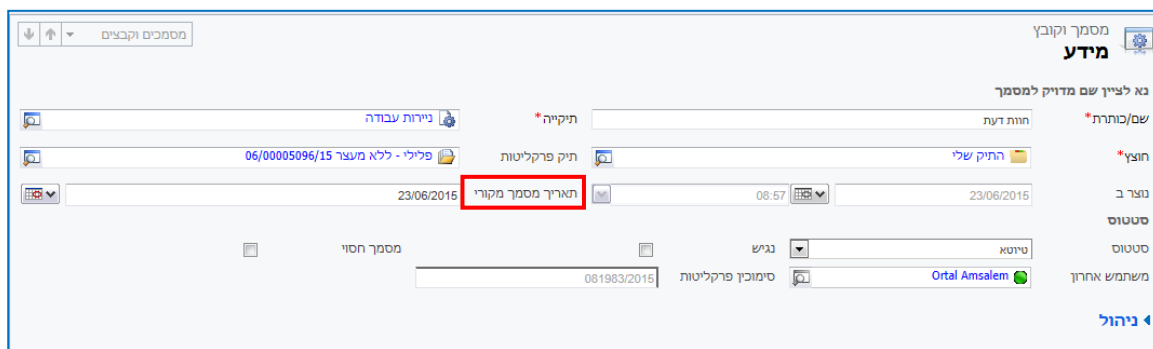 מסמך וקובץ
מסמכים וקבצים
מידע
נא לציין שם מדויק למסמך
שם/כותרת* חוות דעת תיקייה* ניירות עבודה
חוצץ* התיק שלי תיק פרקליטות פלילי - ללא מעצר 06/00005096/15
נוצר ב 23/06/2015 08:57 תאריך מסמך מקורי 23/06/2015
סטטוס
סטטוס טיוטא נגיש מסמך חסוי
משתמש אחרון Ortal Amsalem סימוכין פרקליטות 081983/2015
ניהול